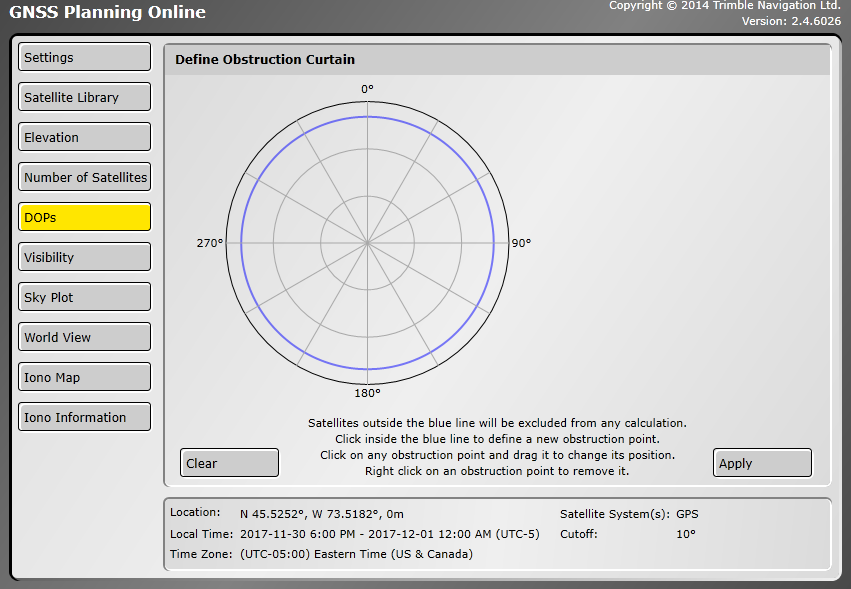 GNSS Planning Online
Copyright © 2014 Trimble Navigation Ltd.
Version: 2.4.6026
Settings
Satellite Library
Elevation
Number of Satellites
DOPs
Visibility
Sky Plot
World View
Iono Map
Iono Information
Define Obstruction Curtain
0°
270°
90°
180°
Satellites outside the blue line will be excluded from any calculation.
Click inside the blue line to define a new obstruction point.
Click on any obstruction point and drag it to change its position.
Right click on an obstruction point to remove it.
Clear
Apply
Location: N 45.5252°, W 73.5182°, 0m
Local Time: 2017-11-30 6:00 PM - 2017-12-01 12:00 AM (UTC-5)
Time Zone: (UTC-05:00) Eastern Time (US & Canada)
Satellite System(s): GPS
Cutoff: 10°